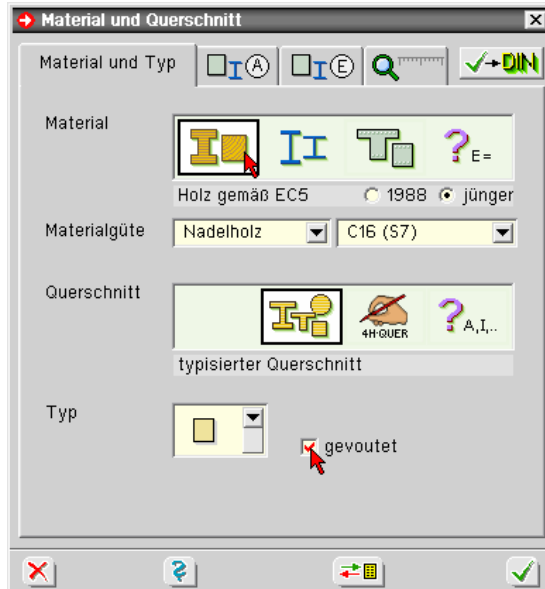 Material und Querschnitt
Material und Typ
I A
I E
DIN
Material
? E=
Holz gemäß EC5 1988 jünger
Materialgüte Nadelholz C16 (S7)
Querschnitt
4H-QUER
? A,I,..
typisierter Querschnitt
Typ
gevoutet